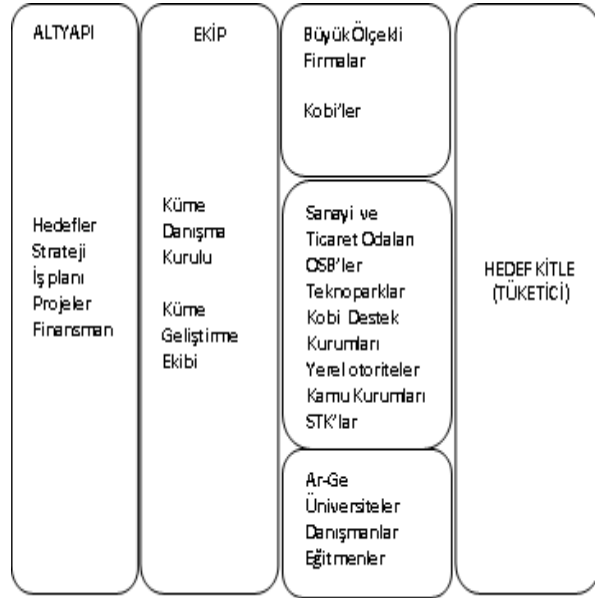 ALTYAPI
Hedefler
Strateji
İş planı
Projeler
Finansman
EKİP
Küme
Danışma
Kurulu
Küme
Geliştirme
Ekibi
Büyük Ölçekli
Firmalar
Kobi'ler
Sanayi ve
Ticaret Odaları
OSB'ler
Teknoparklar
Kobi Destek
Kurumları
Yerel otoriteler
Kamu Kurumları
STK'lar
Ar-Ge
Üniversiteler
Danışmanlar
Eğitmenler
HEDEF KİTLE
(TÜKETİCİ)